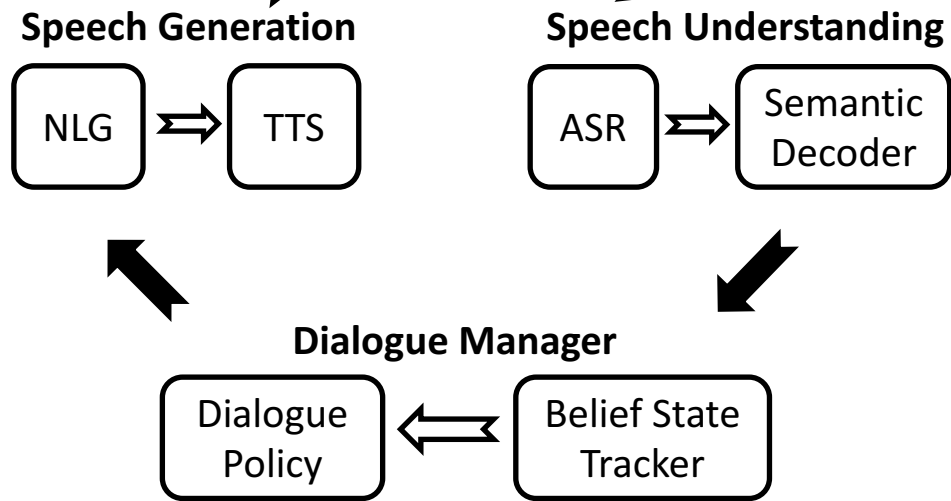 Speech Generation
Speech Understanding
NLG
TTS
ASR
Semantic
Decoder
Dialogue Manager
Dialogue
Policy
Belief State
Tracker